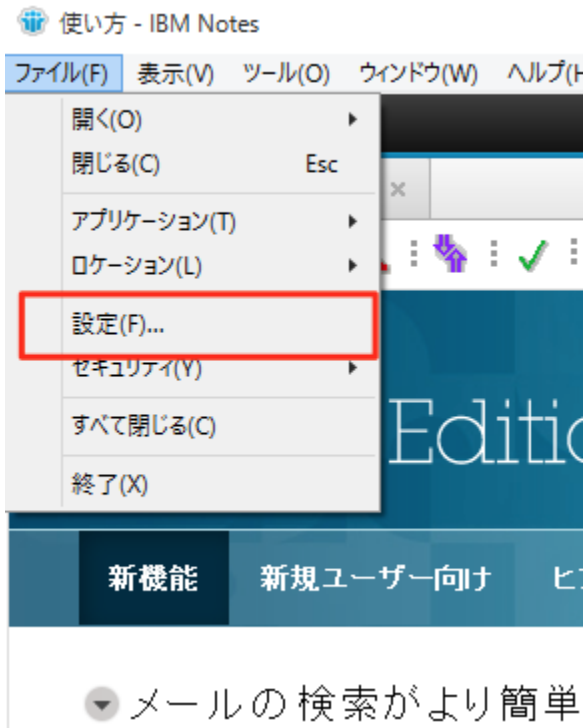 使い方 - IBM Notes
ファイル(F) 表示(V) ツール(O) ウィンドウ(W) ヘルプ(H
開く(O)
閉じる(C) Esc
アプリケーション(T)
ロケーション(L)
設定(F)...
セキュリティ(Y)
すべて閉じる(C)
終了(X)
Editio
新機能 新規ユーザー向け
メールの検索がより簡単